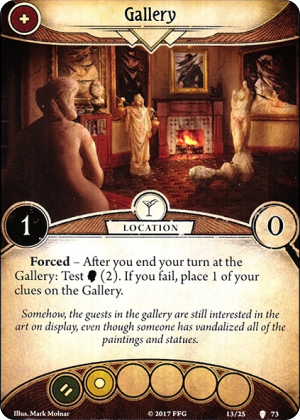 Gallery
1
LOCATION
0
Forced – After you end your turn at the
Gallery: Test (2). If you fail, place 1 of your
clues on the Gallery.
Somehow, the guests in the gallery are still interested in the
art on display, even though someone has vandalized all of the
paintings and statues.
Illus. Mark Molnar © 2017 FFG 13/25 73